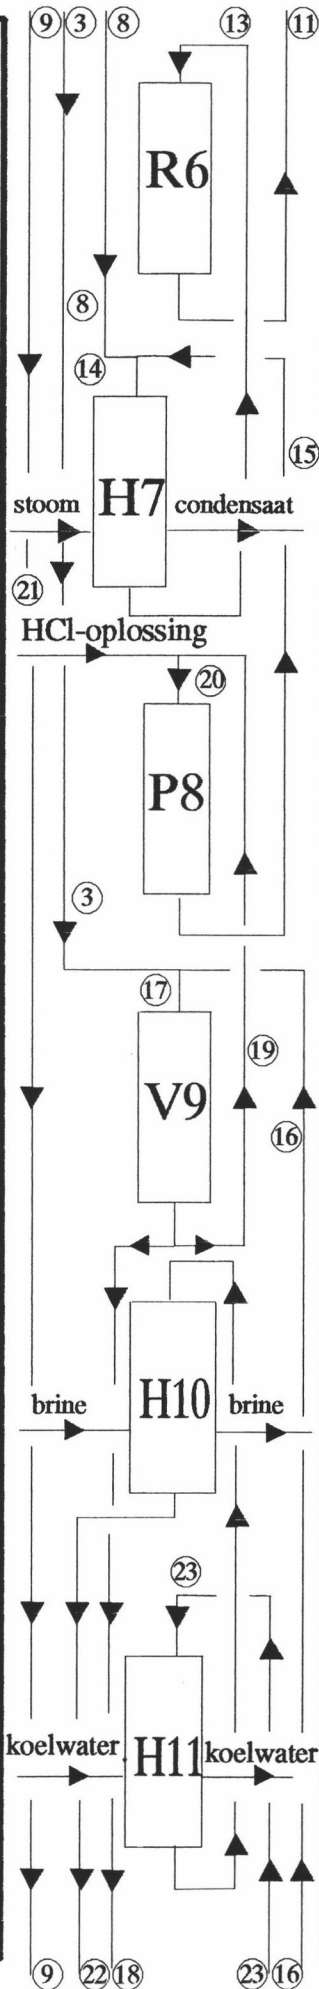 9 3 8 13 11
R6
8
14
15
H7
stoom condensaat
21
HCl-oplossing
20
P8
3
17
V9
19
16
brine H10 brine
23
koelwater H11 koelwater
9 22 18 23 16